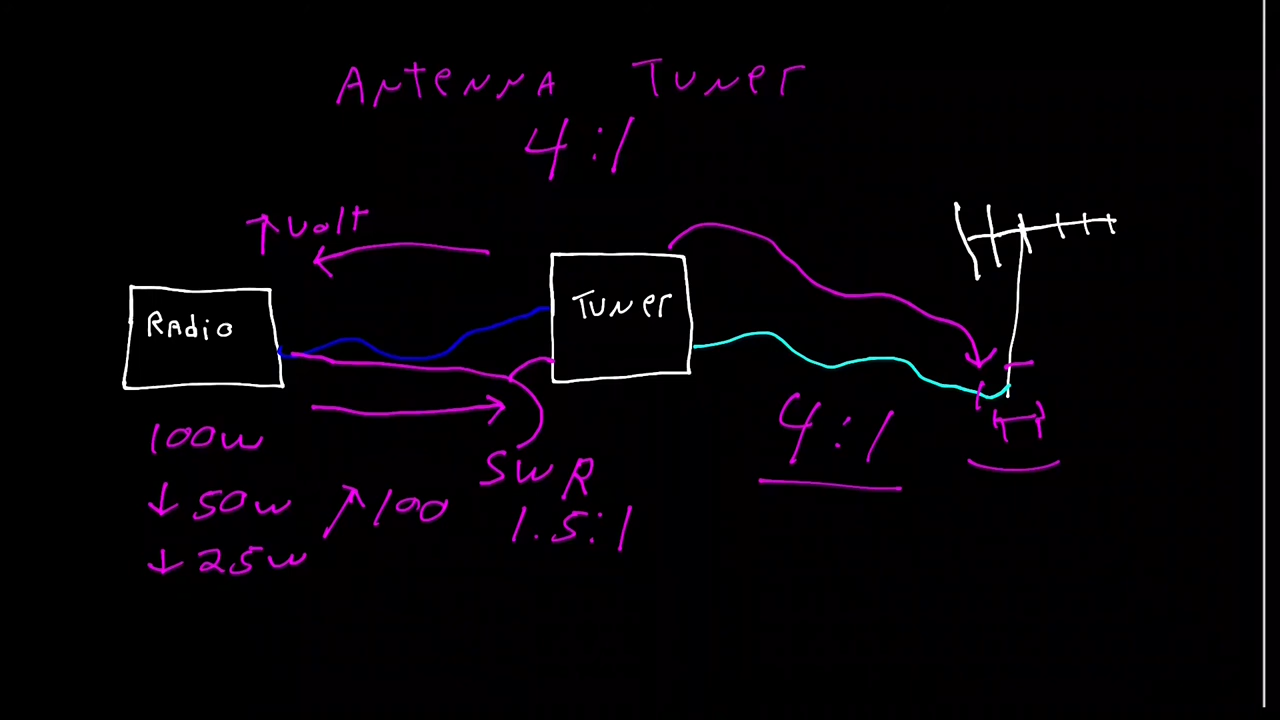 Antenna Tuner
4:1
↑ Volt
Tuner
Radio
4:1
100w
SWR
↓ 50w ↗ 100
1.5:1
↓ 25w